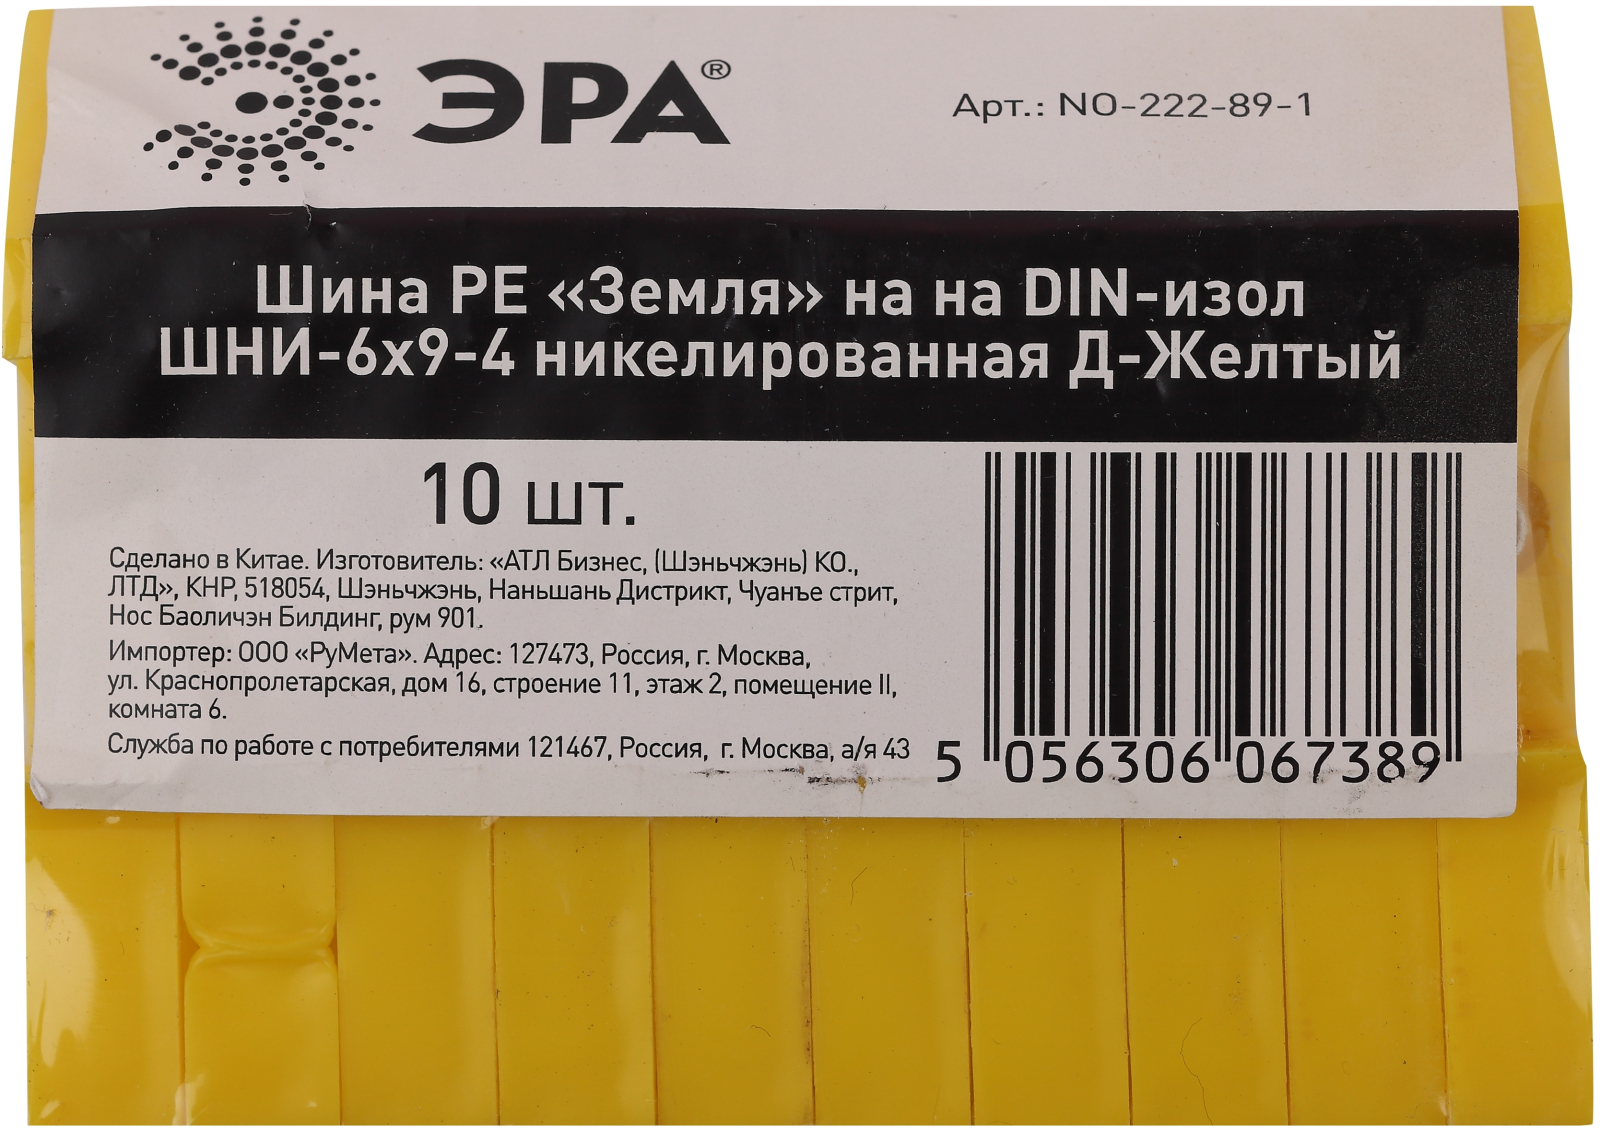 ЭРА®
Арт.: NO-222-89-1
Шина PE «Земля» на на DIN-изол
ШНИ-6х9-4 никелированная Д-Желтый
10 шт.
Сделано в Китае. Изготовитель: «АТЛ Бизнес, (Шэньчжэнь) КО.,
ЛТД», КНР, 518054, Шэньчжэнь, Наньшань Дистрикт, Чуанъе стрит,
Нос Баоличэн Билдинг, рум 901.
Импортер: ООО «РуМета». Адрес: 127473, Россия, г. Москва,
ул. Краснопролетарская, дом 16, строение 11, этаж 2, помещение II,
комната 6.
Служба по работе с потребителями 121467, Россия, г. Москва, а/я 43
5 056306 067389